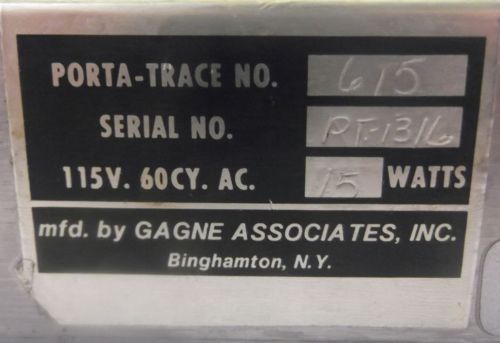 PORTA-TRACE NO. 615
SERIAL NO. PT-1316
115V. 60CY. AC. 15 WATTS
mfd. by GAGNE ASSOCIATES, INC.
Binghamton, N.Y.